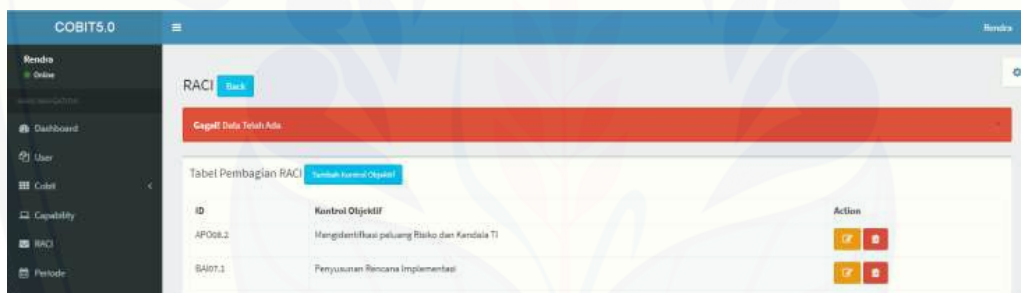 COBIT5.0
Rendra
Rendra
Online
MAIN NAVIGATION
Dashboard
User
Cobit
Capability
RACI
Periode
RACI Back
Gagal! Data Telah Ada
Tabel Pembagian RACI Tambah Kontrol Objektif
ID Kontrol Objektif Action
APO08.2 Mengidentifikasi peluang Risiko dan Kendala TI
BAI07.1 Penyusunan Rencana Implementasi